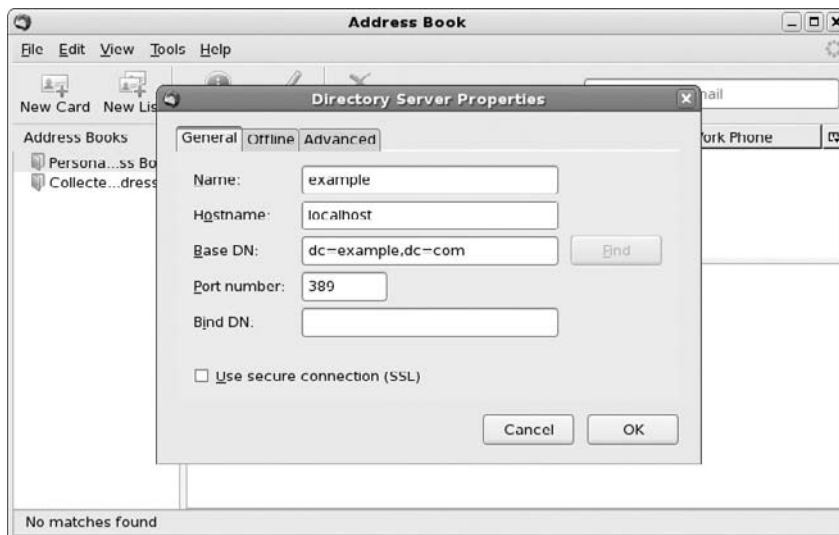 Address Book
File Edit View Tools Help
New Card New Lis
nail
Directory Server Properties
Address Books
General Offline Advanced
ork Phone
Persona...ss Bo
Collecte...dress
Name: example
Hostname: localhost
Base DN: dc=example,dc=com Find
Port number: 389
Bind DN:
Use secure connection (SSL)
Cancel OK
No matches found